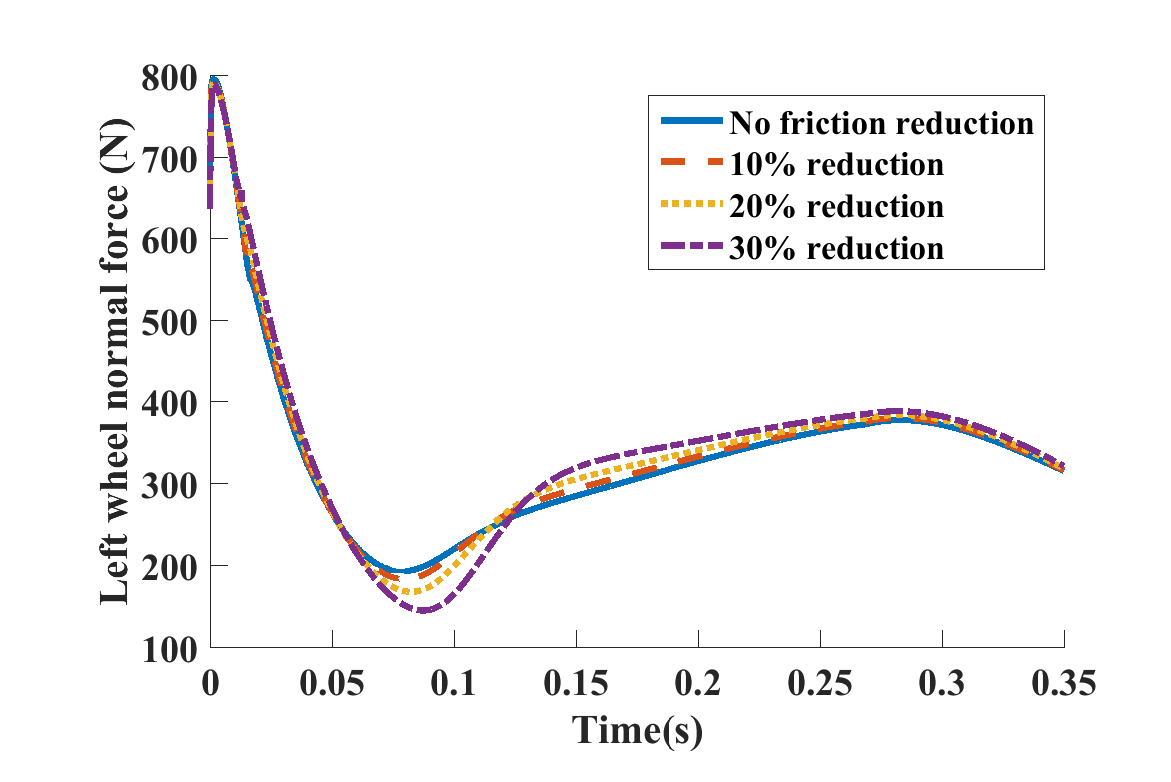 800
700
600
500
400
300
200
100
0
0.05
0.1
0.15
0.2
0.25
0.3
0.35
Left wheel normal force (N)
Time(s)
No friction reduction
10% reduction
20% reduction
30% reduction